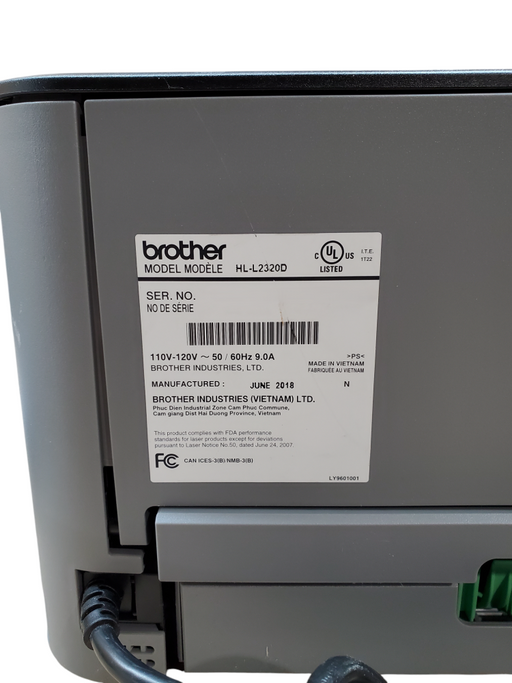 brother
MODEL MODÈLE HL-L2320D
C UL US
LISTED
I.T.E.
1T22
SER. NO.
NO DE SÉRIE
110V-120V ~ 50 / 60Hz 9.0A
>PS<
BROTHER INDUSTRIES, LTD.
MADE IN VIETNAM
FABRIQUÉE AU VIETNAM
MANUFACTURED : JUNE 2018 N
BROTHER INDUSTRIES (VIETNAM) LTD.
Phuc Dien Industrial Zone Cam Phuc Commune,
Cam giang Dist Hai Duong Province, Vietnam
This product complies with FDA performance
standards for laser products except for deviations
pursuant to Laser Notice No.50, dated June 24, 2007.
FC CAN ICES-3(B)/NMB-3(B)
LY9601001